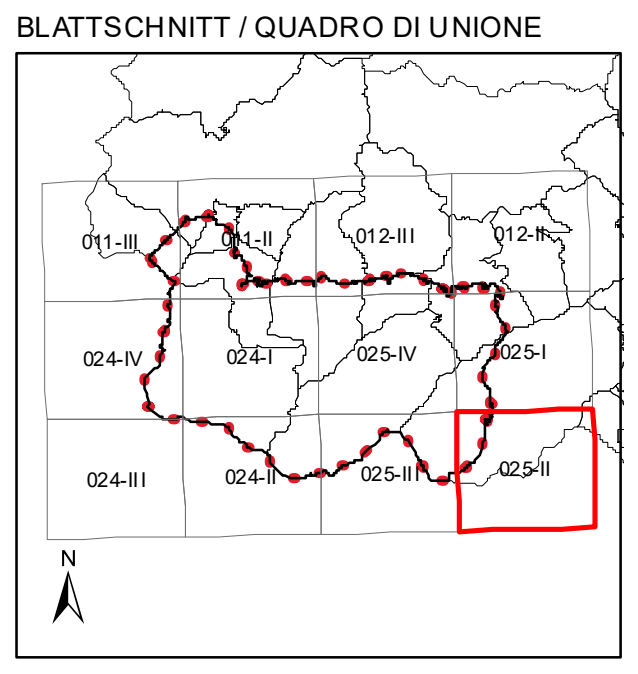 BLATTSCHNITT / QUADRO DI UNIONE
011-III
011-II
012-III
012-II
024-IV
024-I
025-IV
025-I
024-III
024-II
025-III
025-II
N